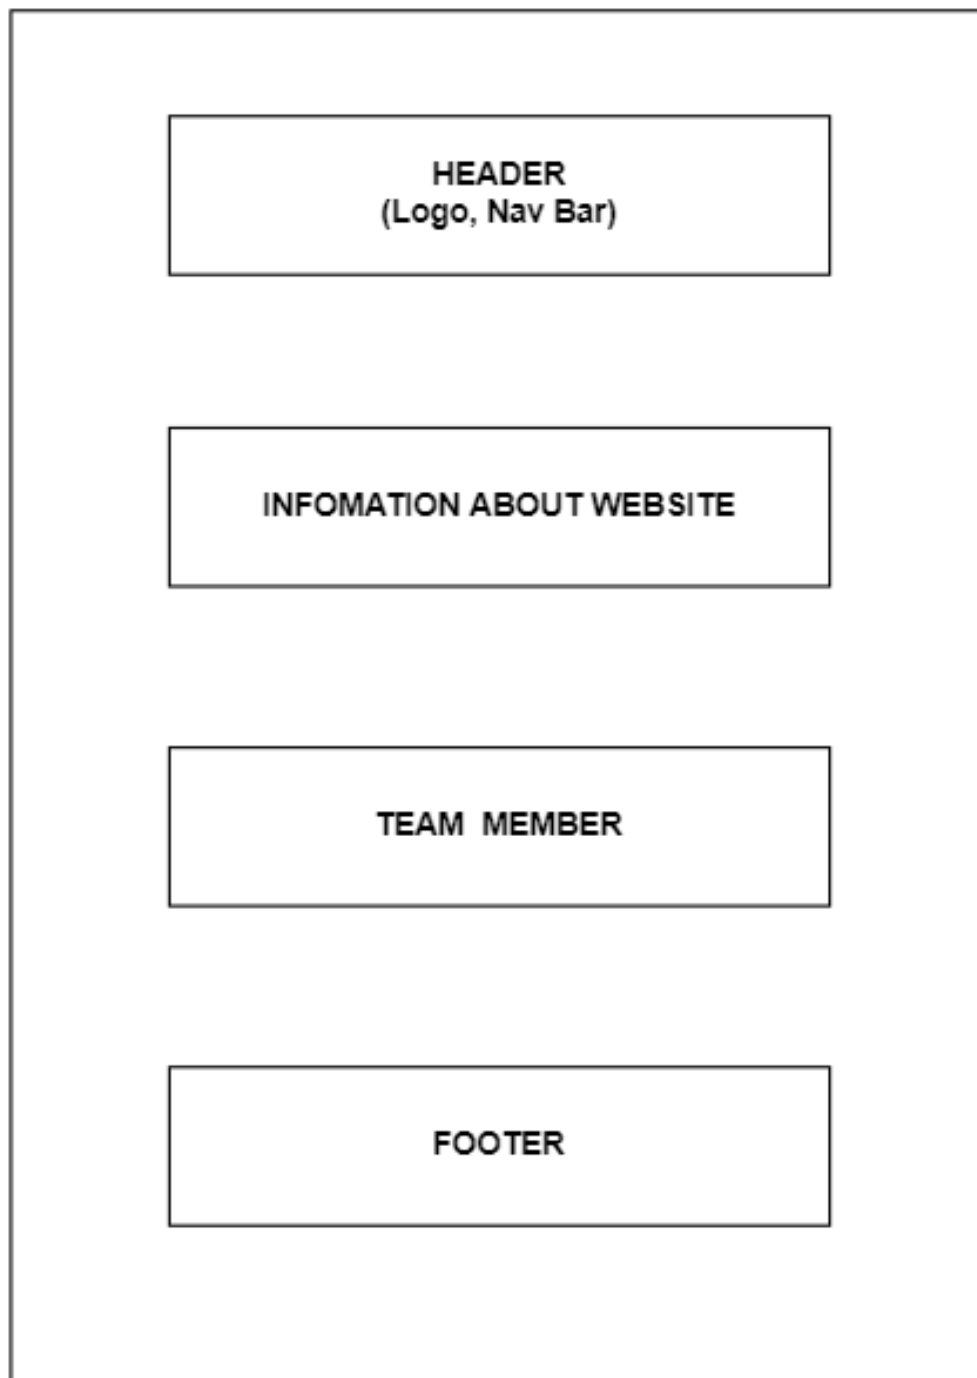 HEADER
(Logo, Nav Bar)
INFOMATION ABOUT WEBSITE
TEAM  MEMBER
FOOTER